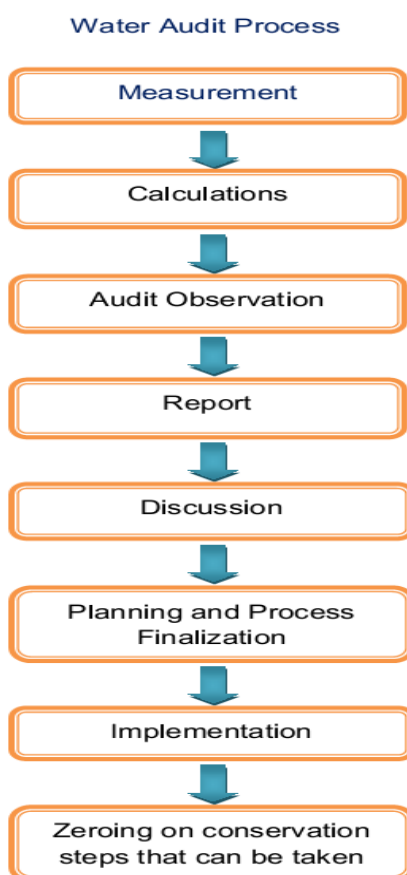 Water Audit Process
Measurement
Calculations
Audit Observation
Report
Discussion
Planning and Process
Finalization
Implementation
Zeroing on conservation
steps that can be taken